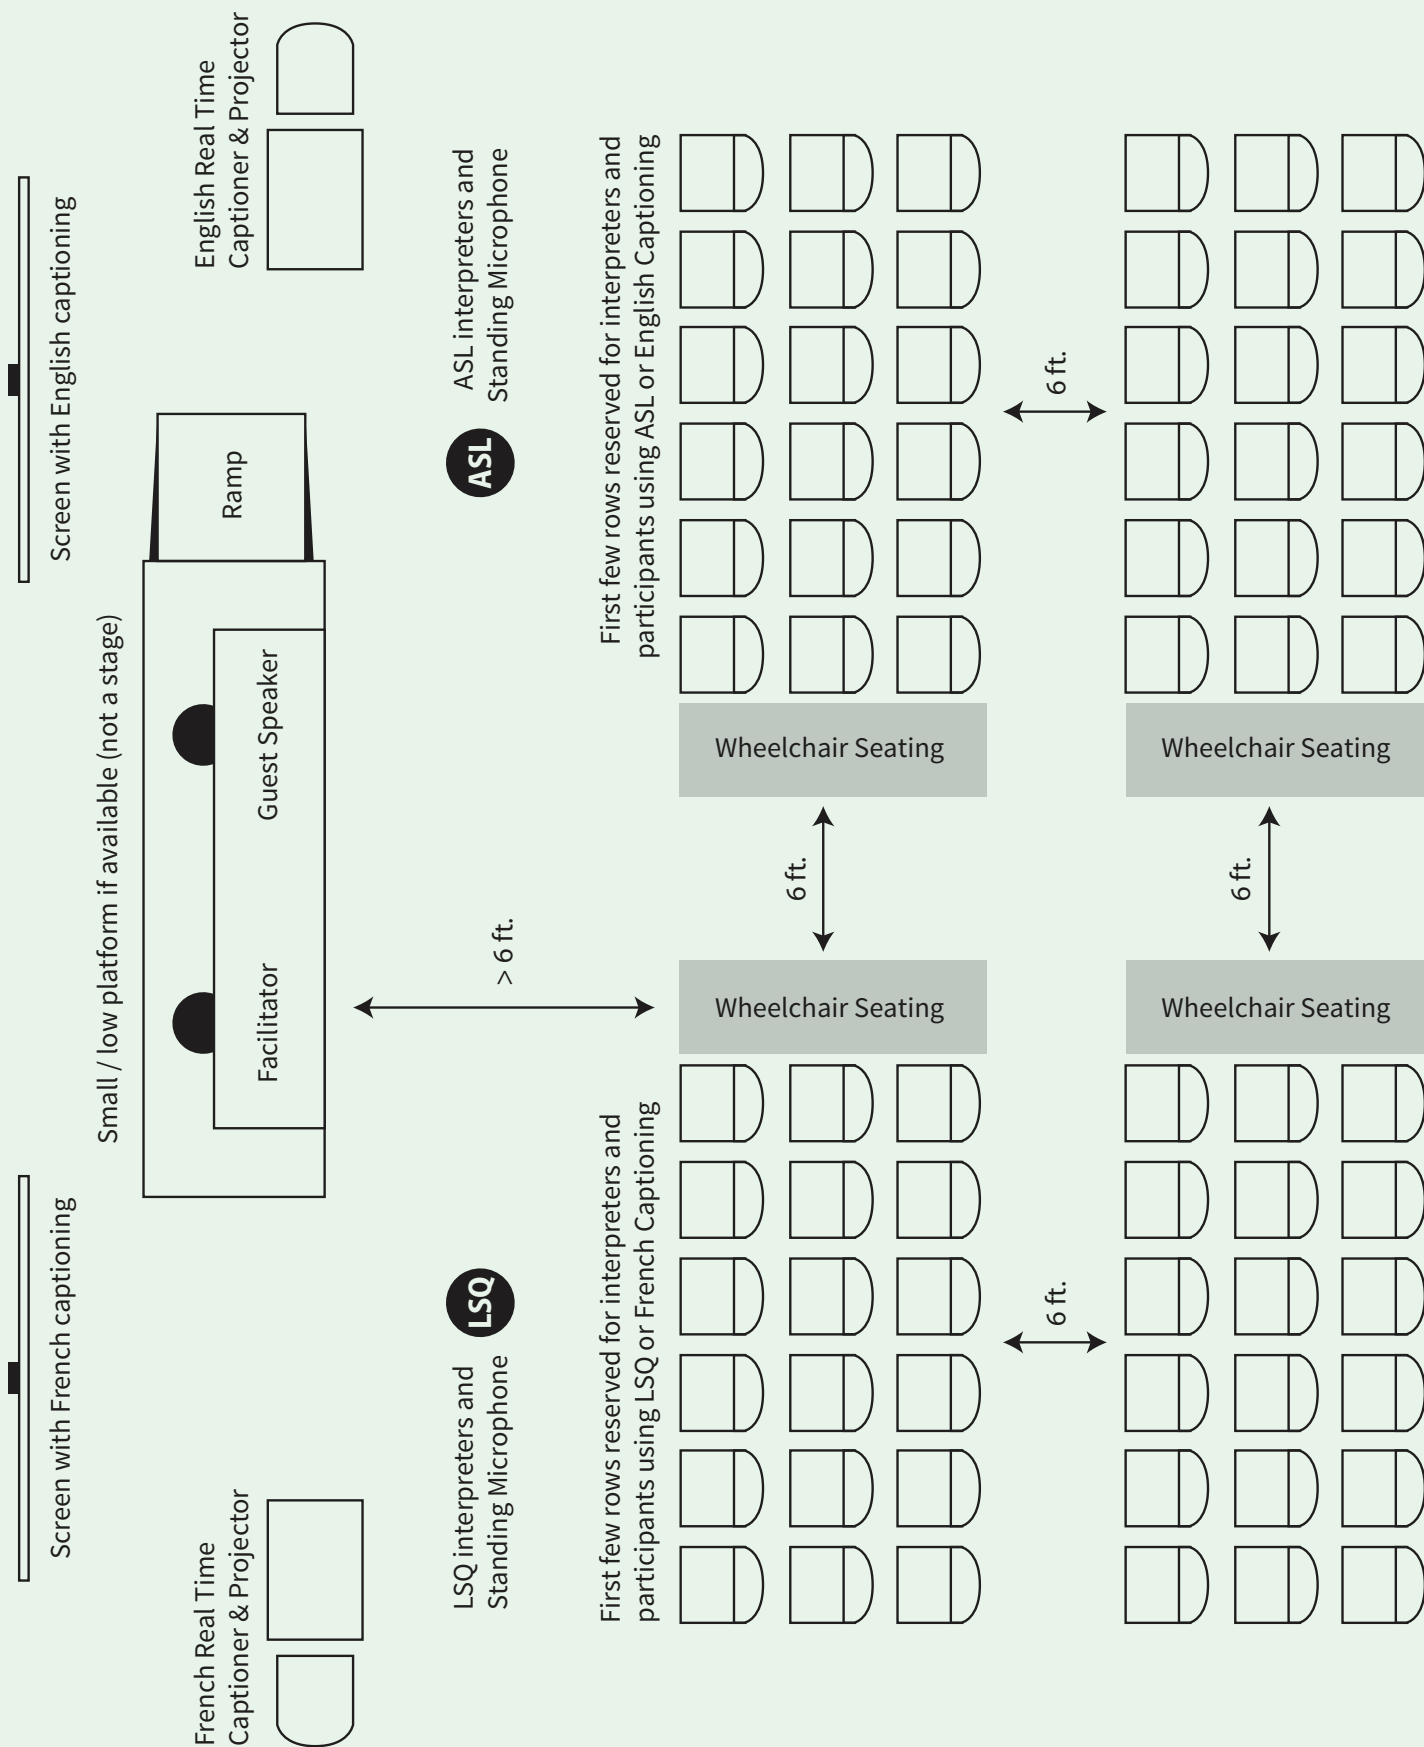 Screen with French captioning
Screen with English captioning
Small / low platform if available (not a stage)
French Real Time
Captioner & Projector
Facilitator
Guest Speaker
Ramp
English Real Time
Captioner & Projector
LSQ interpreters and
Standing Microphone
LSQ
> 6 ft.
ASL
ASL interpreters and
Standing Microphone
First few rows reserved for interpreters and
participants using LSQ or French Captioning
First few rows reserved for interpreters and
participants using ASL or English Captioning
Wheelchair Seating
6 ft.
Wheelchair Seating
6 ft.
6 ft.
Wheelchair Seating
6 ft.
Wheelchair Seating